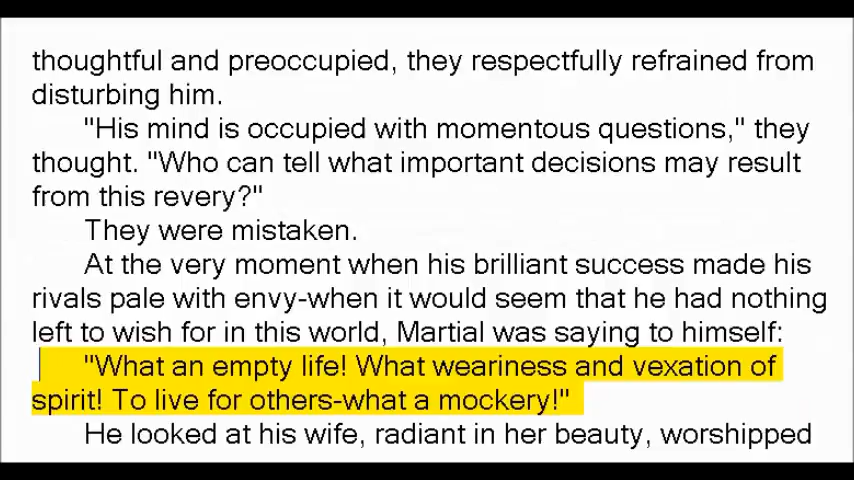 thoughtful and preoccupied, they respectfully refrained from
disturbing him.
"His mind is occupied with momentous questions," they
thought. "Who can tell what important decisions may result
from this revery?"
They were mistaken.
At the very moment when his brilliant success made his
rivals pale with envy-when it would seem that he had nothing
left to wish for in this world, Martial was saying to himself:
"What an empty life! What weariness and vexation of
spirit! To live for others-what a mockery!"
He looked at his wife, radiant in her beauty, worshipped